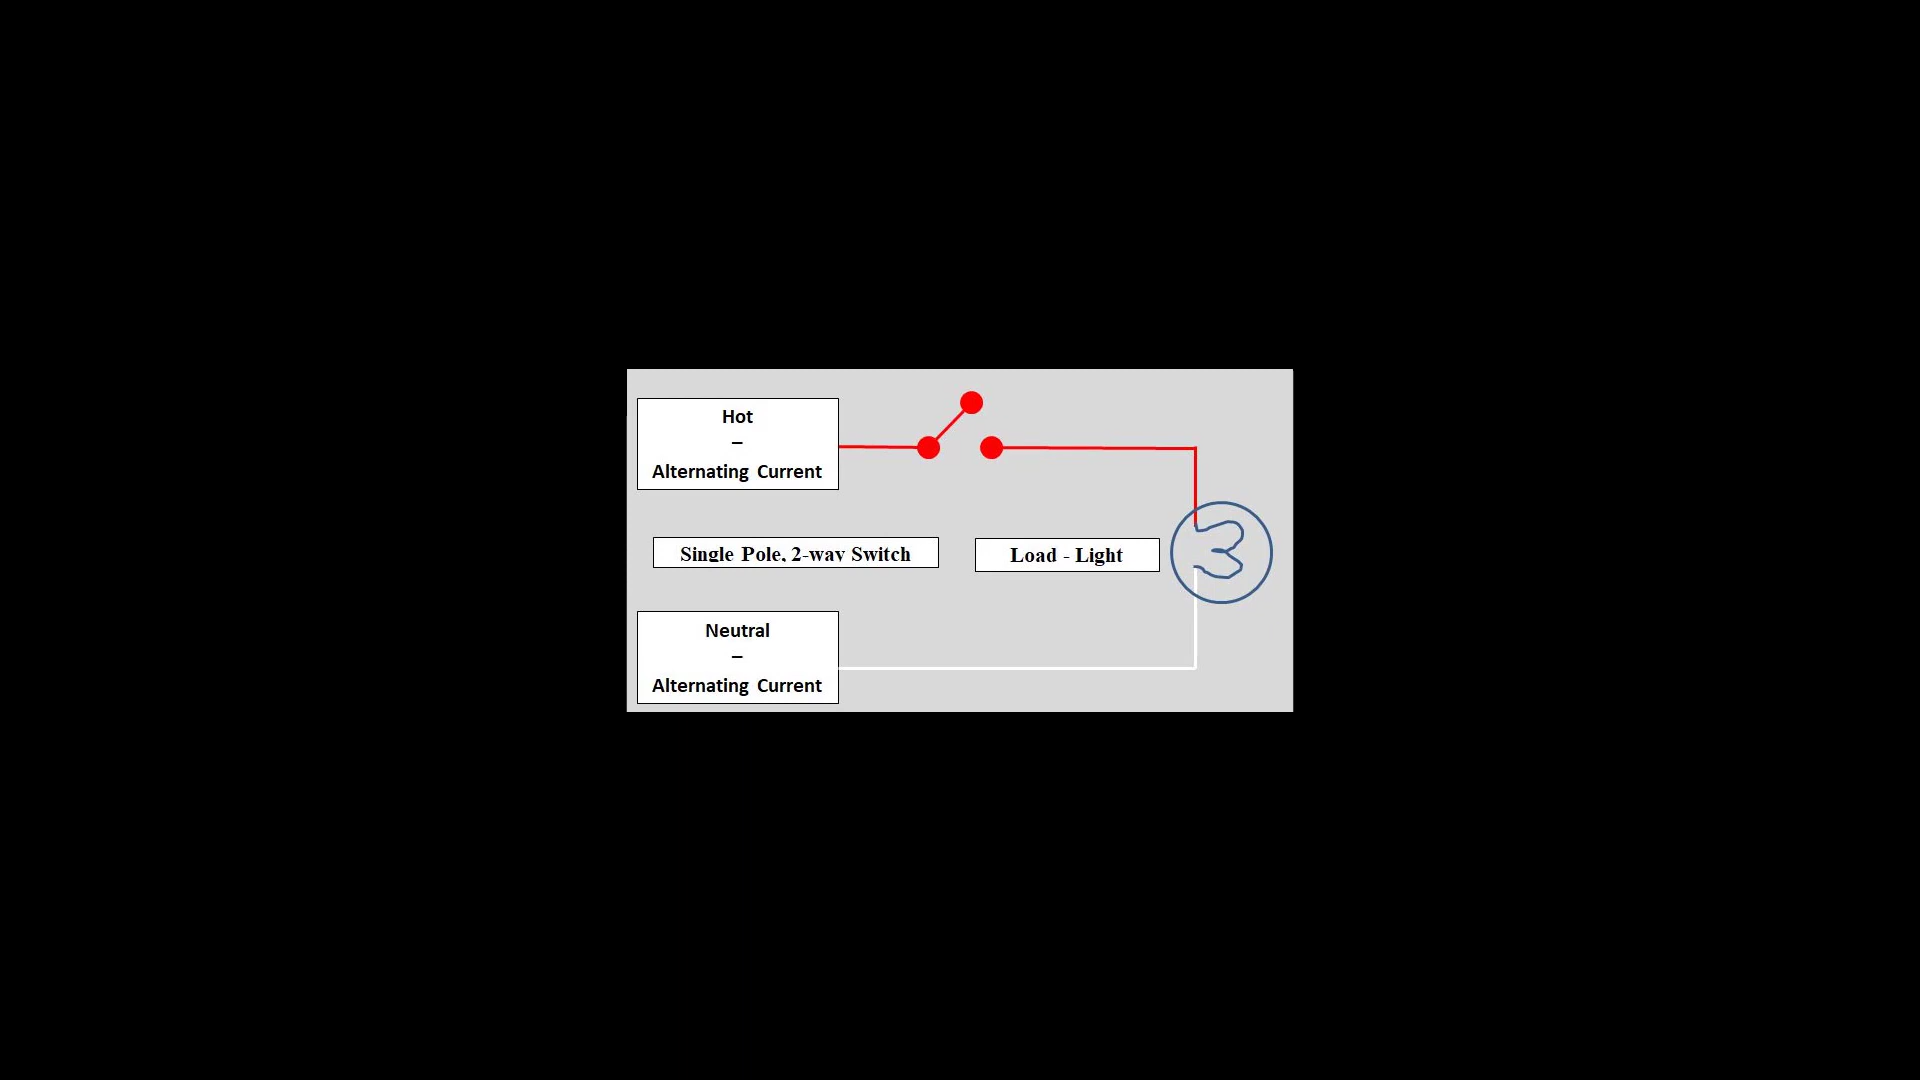 Hot
–
Alternating Current
Single Pole, 2-way Switch
Load - Light
Neutral
–
Alternating Current